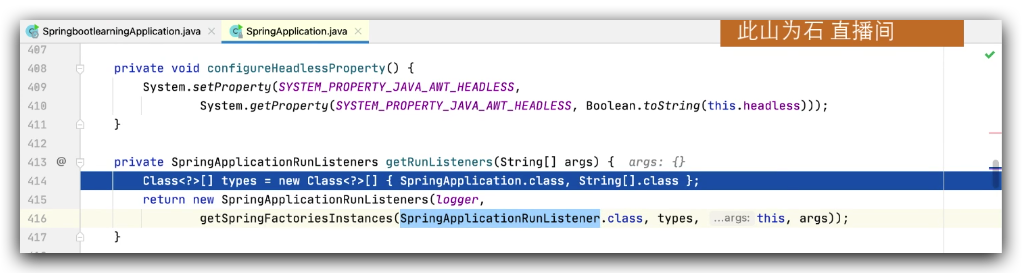 SpringbootlearningApplication.java × SpringApplication.java ×
此山为石 直播间
407
408 private void configureHeadlessProperty() {
409 System.setProperty(SYSTEM_PROPERTY_JAVA_AWT_HEADLESS,
410 System.getProperty(SYSTEM_PROPERTY_JAVA_AWT_HEADLESS, Boolean.toString(this.headless)));
411 }
412
413 @ private SpringApplicationRunListeners getRunListeners(String[] args) { args: {}
414 Class<?>[] types = new Class<?>[] { SpringApplication.class, String[].class };
415 return new SpringApplicationRunListeners(logger,
416 getSpringFactoriesInstances(SpringApplicationRunListener.class, types, ...args: this, args));
417 }